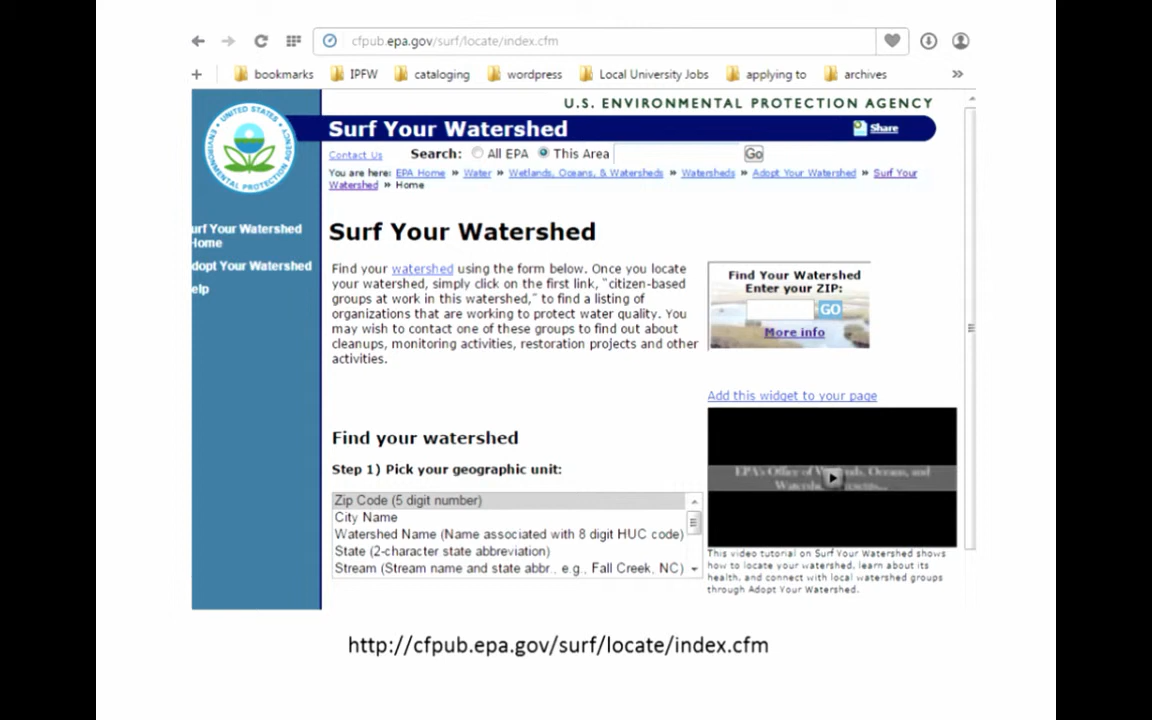 cfpub.epa.gov/surf/locate/index.cfm
bookmarks IPFW cataloging wordpress Local University Jobs applying to archives
U.S. ENVIRONMENTAL PROTECTION AGENCY
UNITED STATES ENVIRONMENTAL PROTECTION AGENCY
Surf Your Watershed
Share
Contact Us Search: All EPA This Area Go
You are here: EPA Home » Water » Wetlands, Oceans, & Watersheds » Watersheds » Adopt Your Watershed » Surf Your
Watershed » Home
urf Your Watershed
Home
dopt Your Watershed
elp
Surf Your Watershed
Find your watershed using the form below. Once you locate
your watershed, simply click on the first link, "citizen-based
groups at work in this watershed," to find a listing of
organizations that are working to protect water quality. You
may wish to contact one of these groups to find out about
cleanups, monitoring activities, restoration projects and other
activities.
Find Your Watershed
Enter your ZIP:
GO
More info
Add this widget to your page
Find your watershed
Step 1) Pick your geographic unit:
Zip Code (5 digit number)
City Name
Watershed Name (Name associated with 8 digit HUC code)
State (2-character state abbreviation)
Stream (Stream name and state abbr., e.g., Fall Creek, NC)
EPA's Office of Oceans, and
This video tutorial on Surf Your Watershed shows
how to locate your watershed, learn about its
health, and connect with local watershed groups
through Adopt Your Watershed.
http://cfpub.epa.gov/surf/locate/index.cfm